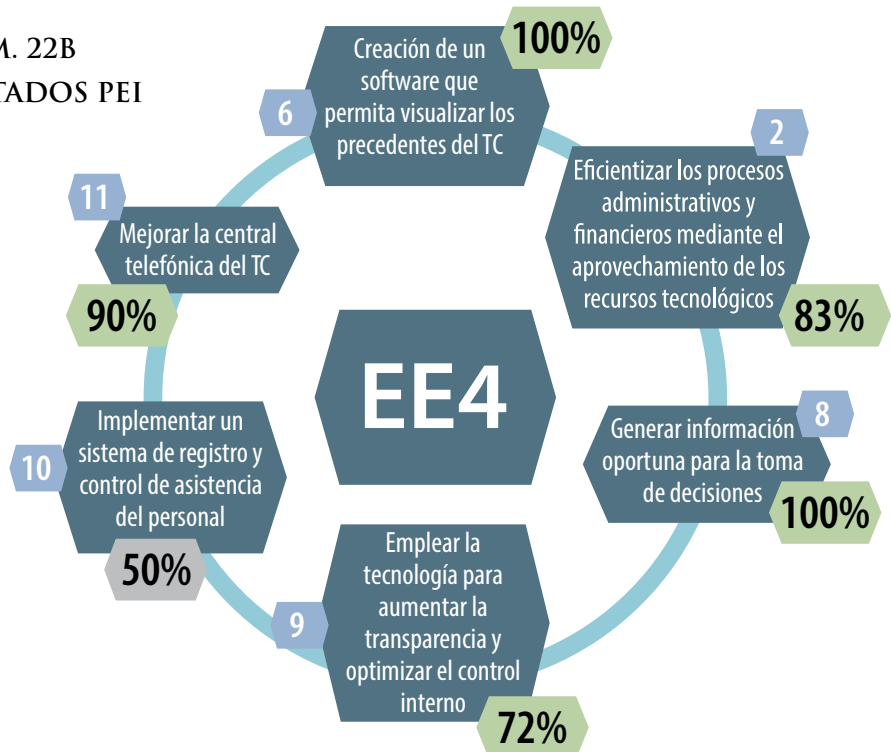 M. 22B
TADOS PEI
100%
Creación de un
software que
permita visualizar los
precedentes del TC
6
2
Eficientizar los procesos
administrativos y
financieros mediante el
aprovechamiento de los
recursos tecnológicos
83%
11
Mejorar la central
telefónica del TC
90%
EE4
8
Generar información
oportuna para la toma
de decisiones
100%
Implementar un
sistema de registro y
control de asistencia
del personal
10
50%
Emplear la
tecnología para
aumentar la
transparencia y
optimizar el control
interno
9
72%